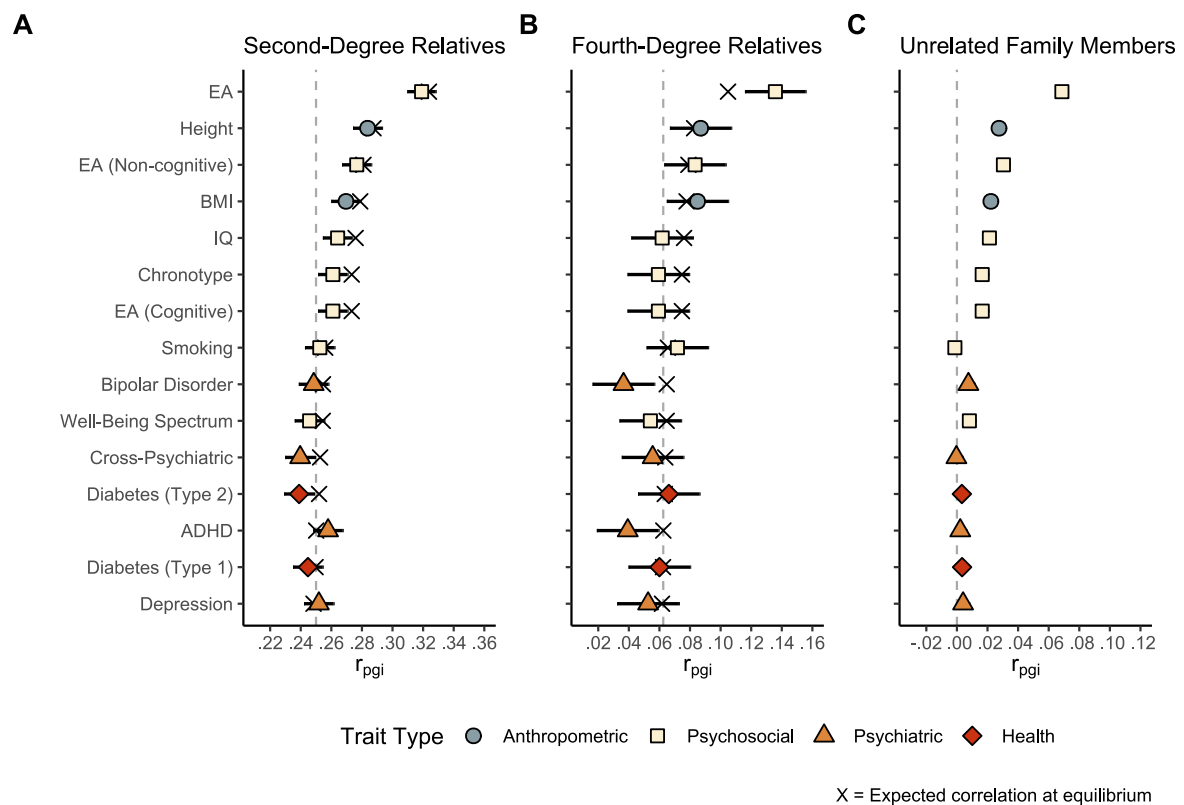 A
B
C
Second-Degree Relatives
Fourth-Degree Relatives
Unrelated Family Members
EA
Height
EA (Non-cognitive)
BMI
IQ
Chronotype
EA (Cognitive)
Smoking
Bipolar Disorder
Well-Being Spectrum
Cross-Psychiatric
Diabetes (Type 2)
ADHD
Diabetes (Type 1)
Depression
.22 .24 .26 .28 .30 .32 .34 .36
.02 .04 .06 .08 .10 .12 .14 .16
-.02 .00 .02 .04 .06 .08 .10 .12
rpgi
rpgi
rpgi
Trait Type Anthropometric Psychosocial Psychiatric Health
X = Expected correlation at equilibrium